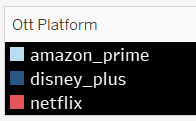 Ott Platform
amazon_prime
disney_plus
netflix